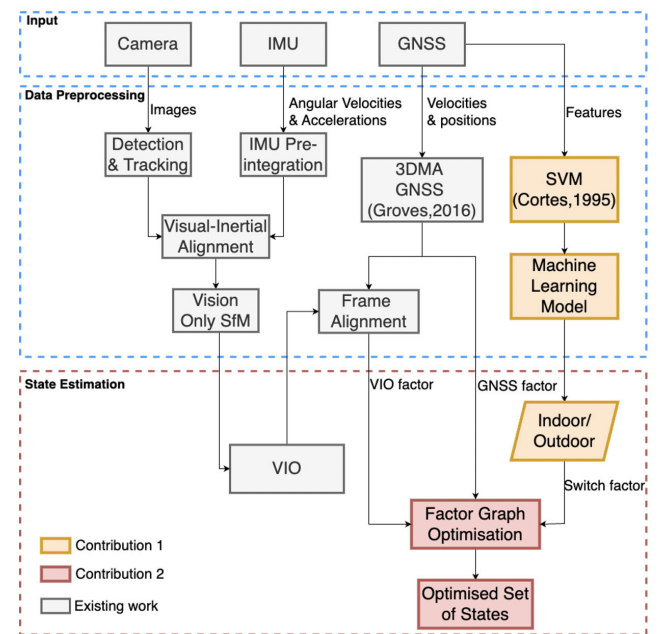 Input
Camera
IMU
GNSS
Data Preprocessing
Images
Angular Velocities
& Accelerations
Velocities
& positions
Features
Detection
& Tracking
IMU Pre-
integration
3DMA
GNSS
(Groves,2016)
SVM
(Cortes,1995)
Visual-Inertial
Alignment
Machine
Learning
Model
Vision
Only SfM
Frame
Alignment
State Estimation
VIO factor
GNSS factor
Indoor/
Outdoor
VIO
Switch factor
Factor Graph
Optimisation
Contribution 1
Contribution 2
Existing work
Optimised Set
of States